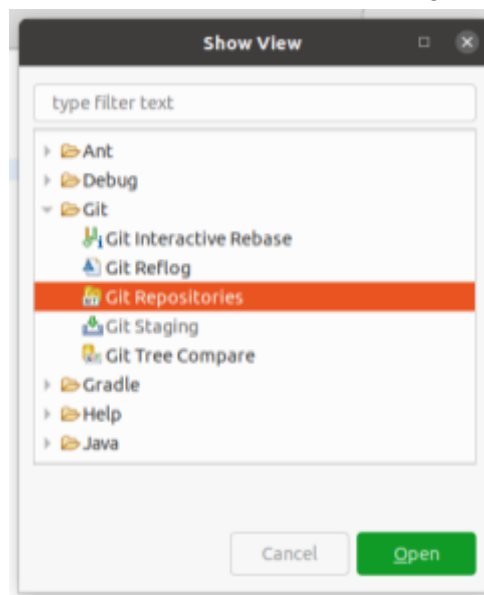 Show View
type filter text
Ant
Debug
Git
Git Interactive Rebase
Git Reflog
Git Repositories
Git Staging
Git Tree Compare
Gradle
Help
Java
Cancel
Open